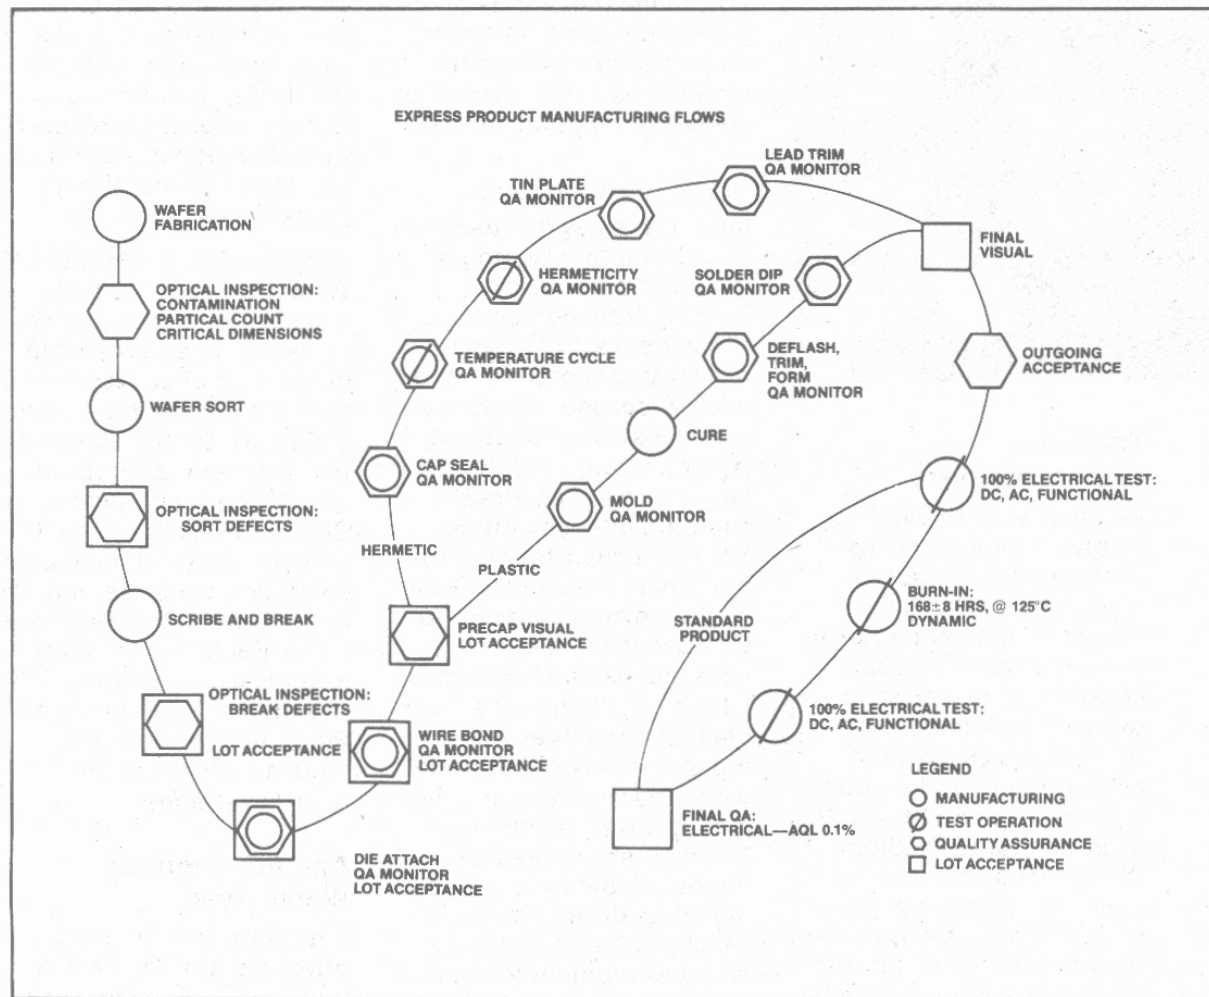 EXPRESS PRODUCT MANUFACTURING FLOWS
WAFER
FABRICATION
OPTICAL INSPECTION:
CONTAMINATION
PARTICAL COUNT
CRITICAL DIMENSIONS
WAFER SORT
OPTICAL INSPECTION:
SORT DEFECTS
SCRIBE AND BREAK
OPTICAL INSPECTION:
BREAK DEFECTS
LOT ACCEPTANCE
DIE ATTACH
QA MONITOR
LOT ACCEPTANCE
WIRE BOND
QA MONITOR
LOT ACCEPTANCE
PRECAP VISUAL
LOT ACCEPTANCE
HERMETIC
CAP SEAL
QA MONITOR
TEMPERATURE CYCLE
QA MONITOR
HERMETICITY
QA MONITOR
TIN PLATE
QA MONITOR
LEAD TRIM
QA MONITOR
PLASTIC
MOLD
QA MONITOR
CURE
DEFLASH,
TRIM,
FORM
QA MONITOR
SOLDER DIP
QA MONITOR
FINAL
VISUAL
OUTGOING
ACCEPTANCE
100% ELECTRICAL TEST:
DC, AC, FUNCTIONAL
BURN-IN:
168±8 HRS, @ 125°C
DYNAMIC
STANDARD
PRODUCT
100% ELECTRICAL TEST:
DC, AC, FUNCTIONAL
FINAL QA:
ELECTRICAL—AQL 0.1%
LEGEND
MANUFACTURING
TEST OPERATION
QUALITY ASSURANCE
LOT ACCEPTANCE